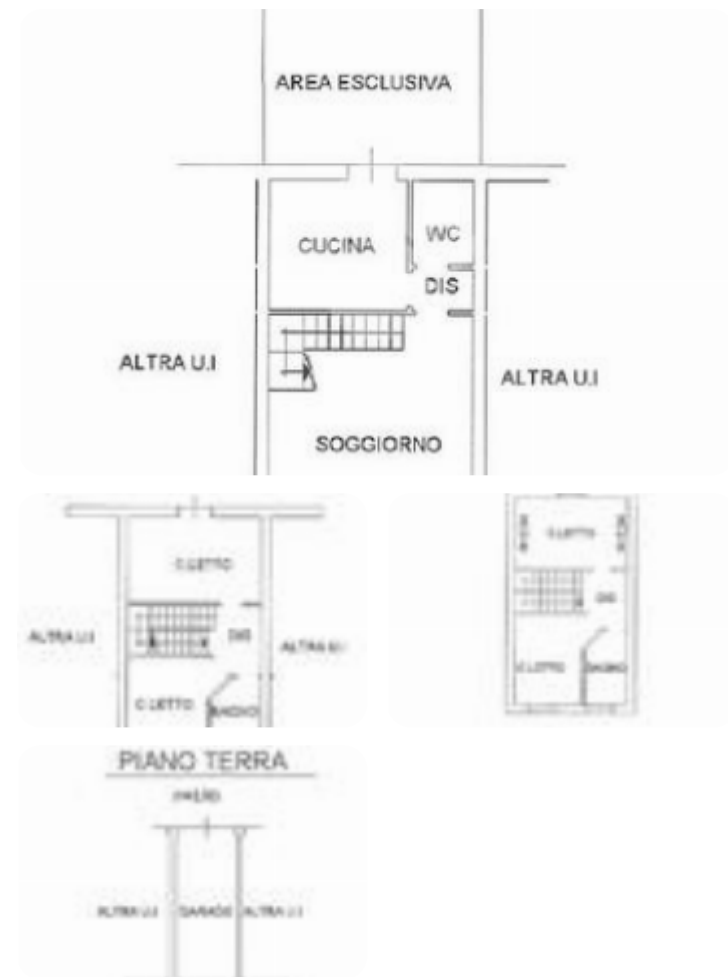 AREA ESCLUSIVA
CUCINA
WC
DIS
ALTRA U.I
ALTRA U.I
SOGGIORNO
C.LETTO
ALTRA U.I
DIS
ALTRA U.I
C.LETTO
BAGNO
C.LETTO
DIS
C.LETTO
BAGNO
PIANO TERRA
ALTRA U.I
GARAGE
ALTRA U.I